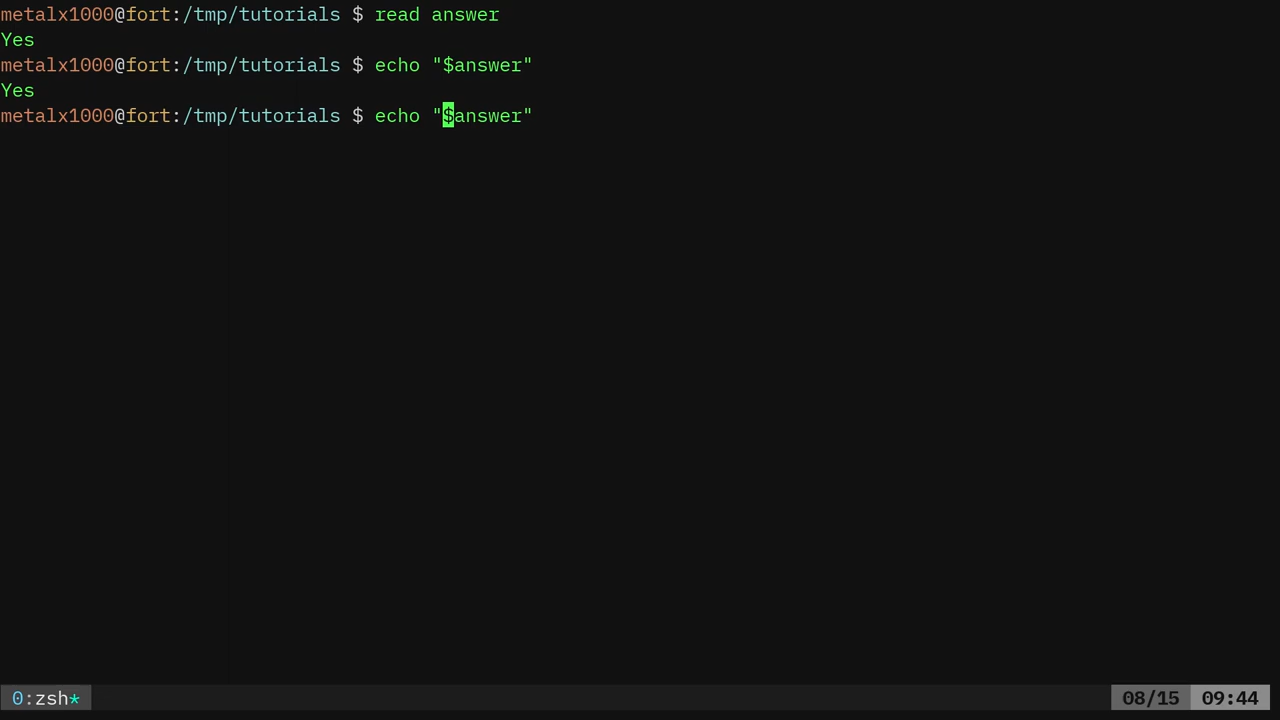 metalx1000@fort:/tmp/tutorials $ read answer
Yes
metalx1000@fort:/tmp/tutorials $ echo "$answer"
Yes
metalx1000@fort:/tmp/tutorials $ echo "$answer"
0:zsh* 08/15 09:44